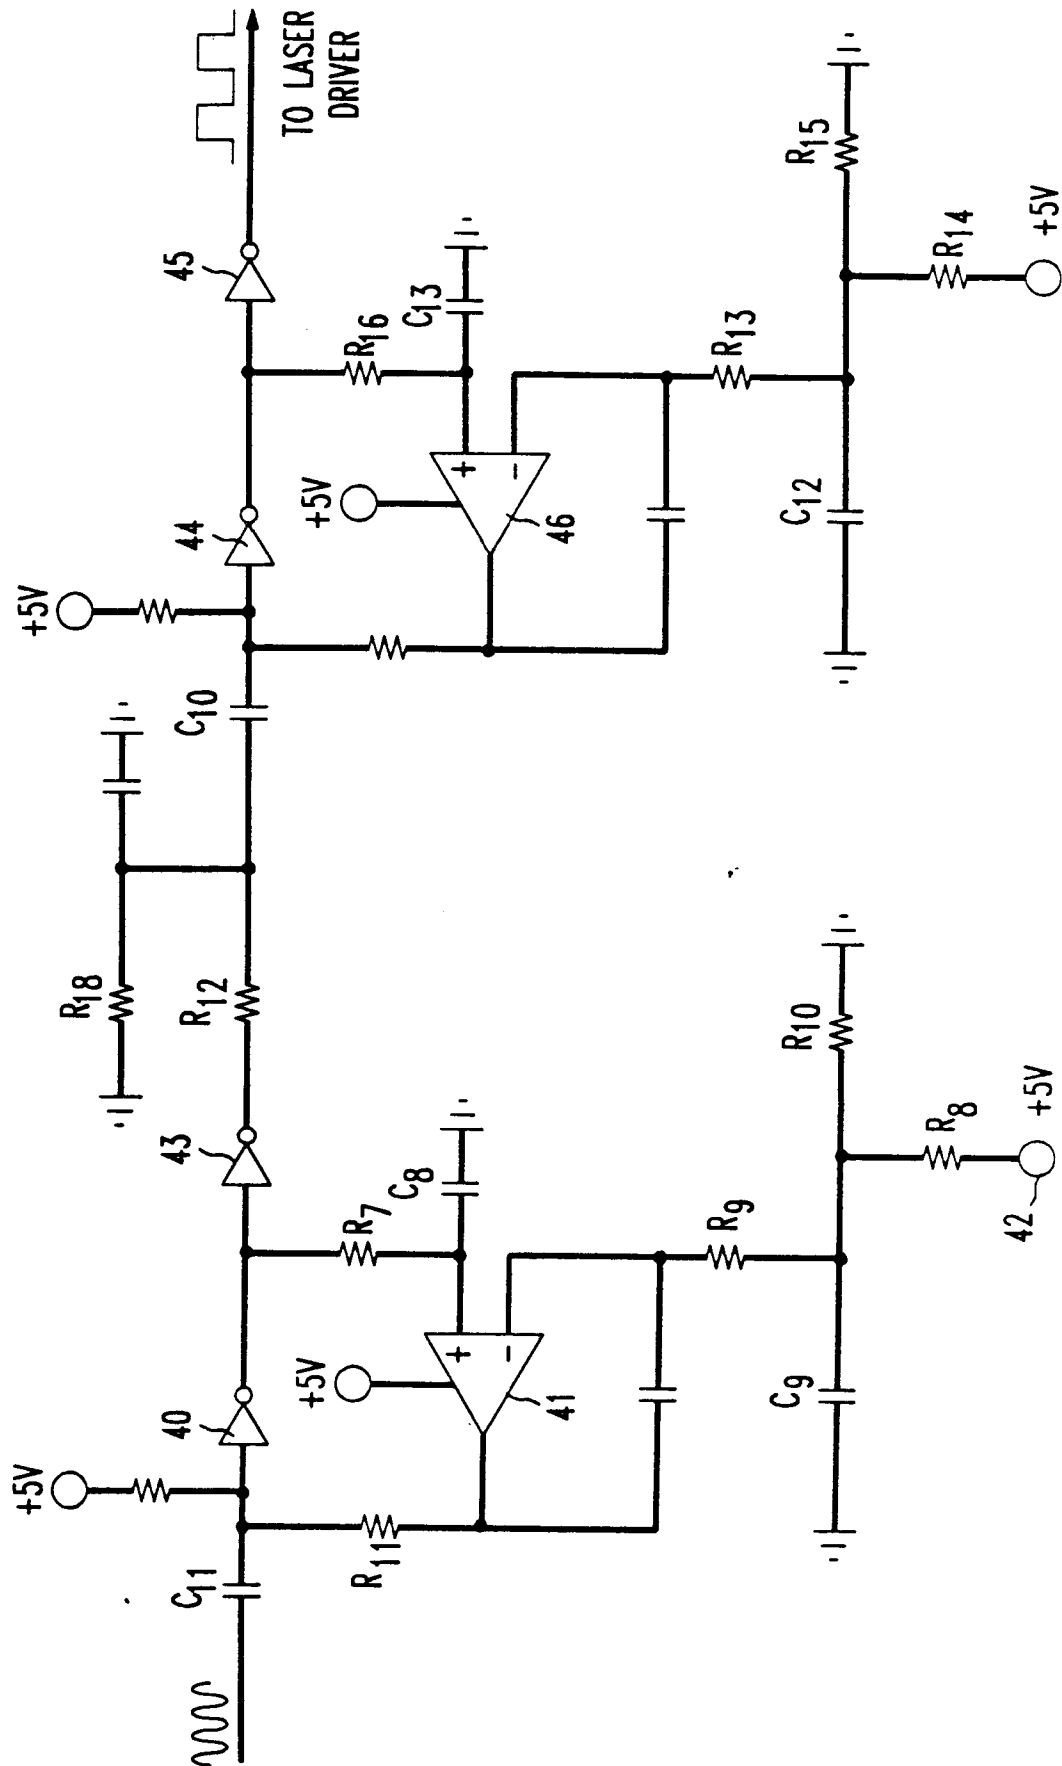 TO LASER
DRIVER
45
R16
C13
+5V
44
+
−
46
+5V
C10
R13
C12
R15
R14
+5V
R18
R12
43
R7
C8
+5V
40
+
−
41
+5V
C11
R11
R9
C9
R10
R8
+5V
42